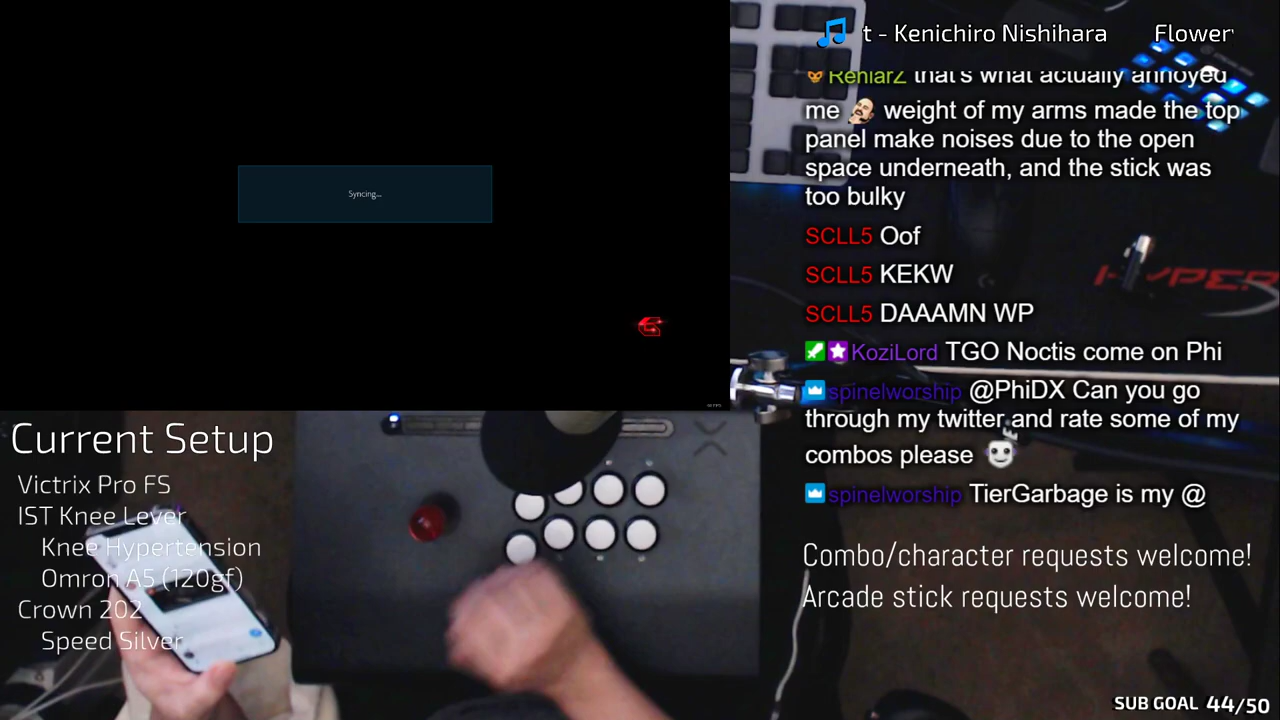 t - Kenichiro Nishihara Flower
ReniarZ that's what actually annoyed
me weight of my arms made the top
panel make noises due to the open
space underneath, and the stick was
too bulky
SCLL5 Oof
SCLL5 KEKW
SCLL5 DAAAMN WP
KoziLord TGO Noctis come on Phi
spinelworship @PhiDX Can you go
through my twitter and rate some of my
combos please
spinelworship TierGarbage is my @
Combo/character requests welcome!
Arcade stick requests welcome!
SUB GOAL 44/50
Syncing...
Current Setup
Victrix Pro FS
IST Knee Lever
Knee Hypertension
Omron A5 (120gf)
Crown 202
Speed Silver
HYPER